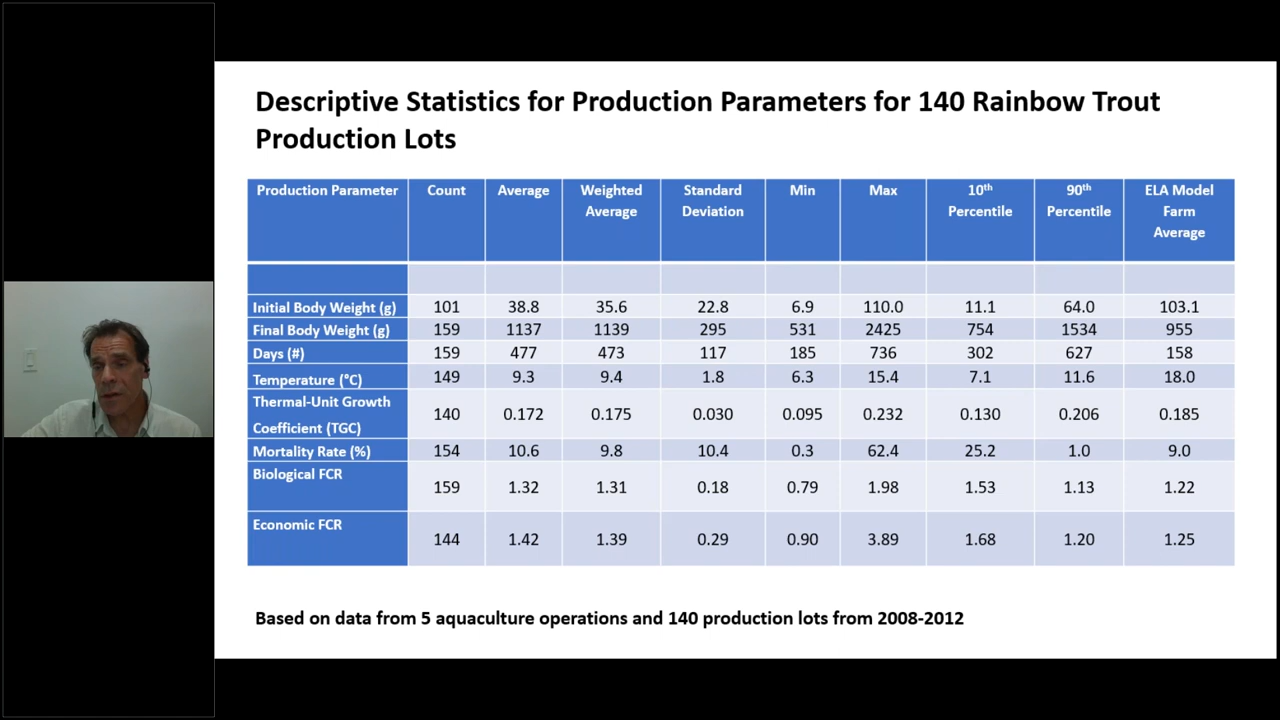 Descriptive Statistics for Production Parameters for 140 Rainbow Trout
Production Lots
Production Parameter Count Average Weighted Average Standard Deviation Min Max 10th Percentile 90th Percentile ELA Model Farm Average
Initial Body Weight (g) 101 38.8 35.6 22.8 6.9 110.0 11.1 64.0 103.1
Final Body Weight (g) 159 1137 1139 295 531 2425 754 1534 955
Days (#) 159 477 473 117 185 736 302 627 158
Temperature (°C) 149 9.3 9.4 1.8 6.3 15.4 7.1 11.6 18.0
Thermal-Unit Growth Coefficient (TGC) 140 0.172 0.175 0.030 0.095 0.232 0.130 0.206 0.185
Mortality Rate (%) 154 10.6 9.8 10.4 0.3 62.4 25.2 1.0 9.0
Biological FCR 159 1.32 1.31 0.18 0.79 1.98 1.53 1.13 1.22
Economic FCR 144 1.42 1.39 0.29 0.90 3.89 1.68 1.20 1.25
Based on data from 5 aquaculture operations and 140 production lots from 2008-2012